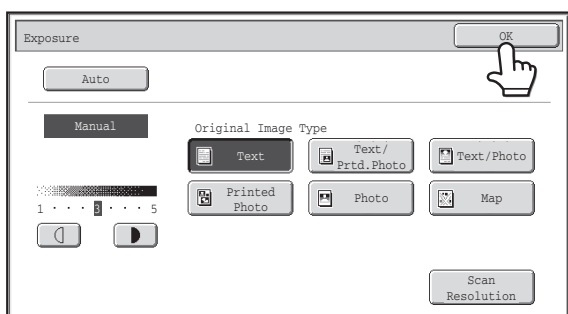 Exposure
OK
Auto
Manual
Original Image Type
Text
Text/
Prtd.Photo
Text/Photo
1 · · · 3 · · · 5
Printed
Photo
Photo
Map
Scan
Resolution